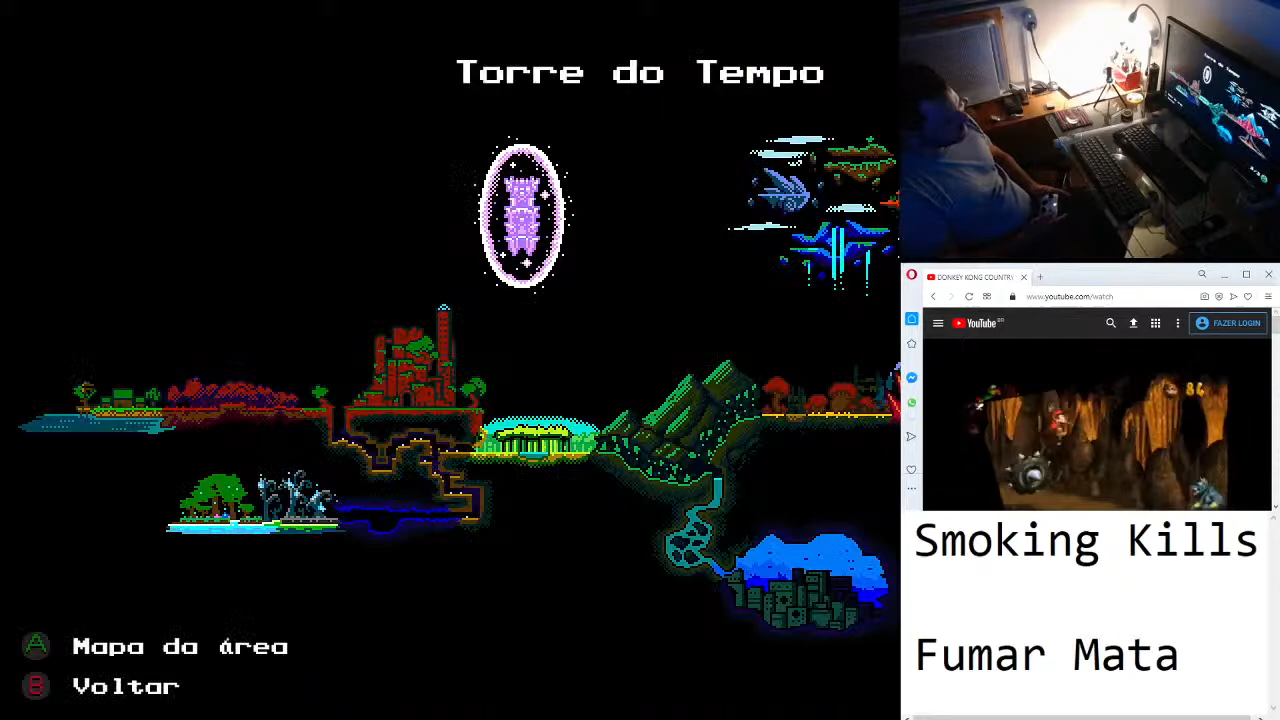 Torre do Tempo
A Mapa da área
B Voltar
DONKEY KONG COUNTRY
www.youtube.com/watch
YouTube BR
FAZER LOGIN
Smoking Kills
Fumar Mata